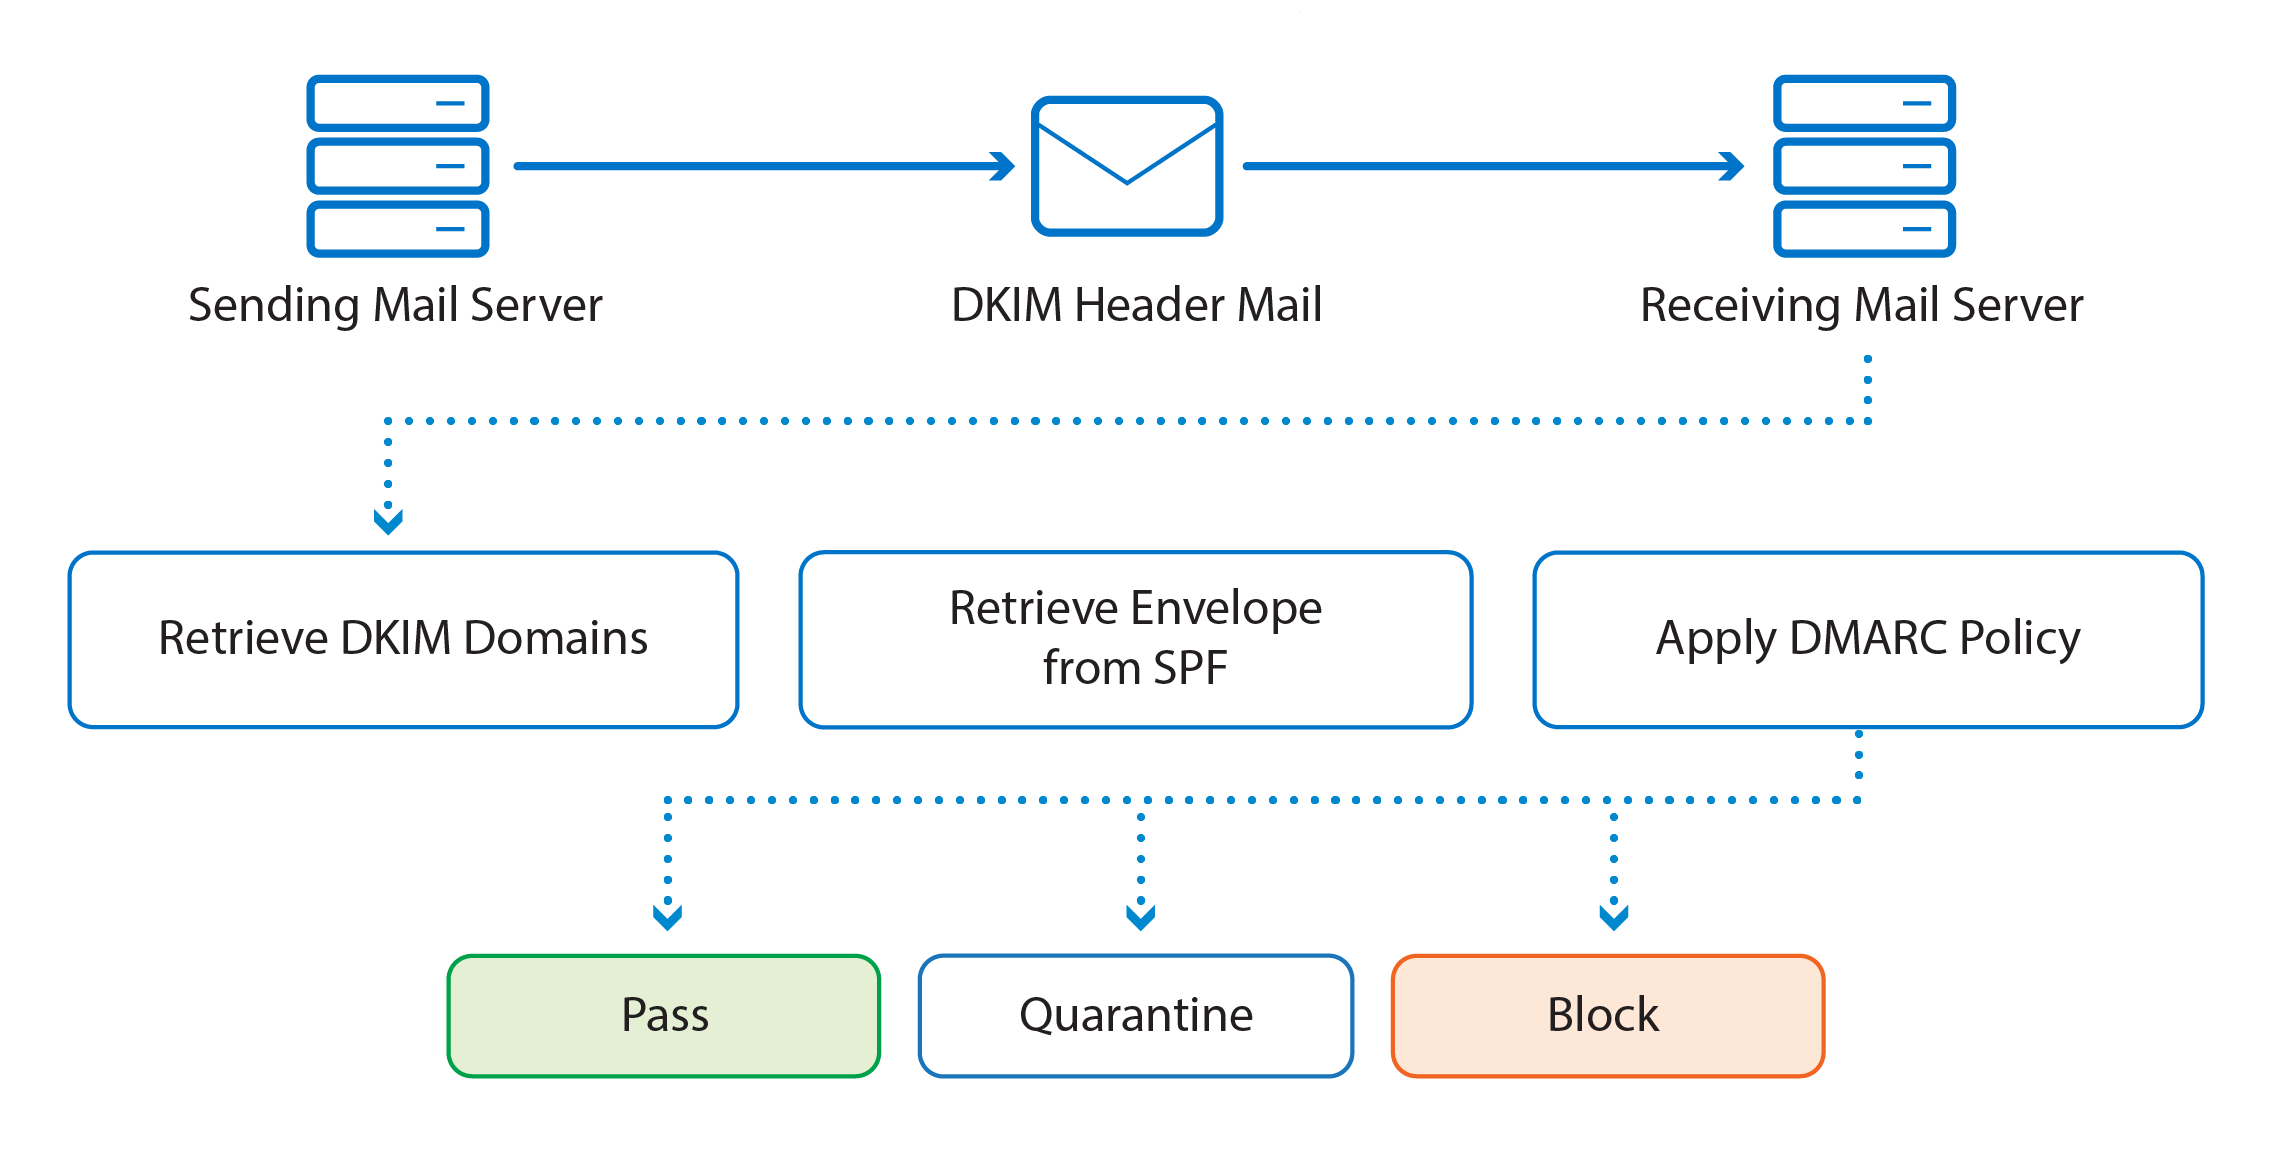 Sending Mail Server
DKIM Header Mail
Receiving Mail Server
Retrieve DKIM Domains
Retrieve Envelope
from SPF
Apply DMARC Policy
Pass
Quarantine
Block